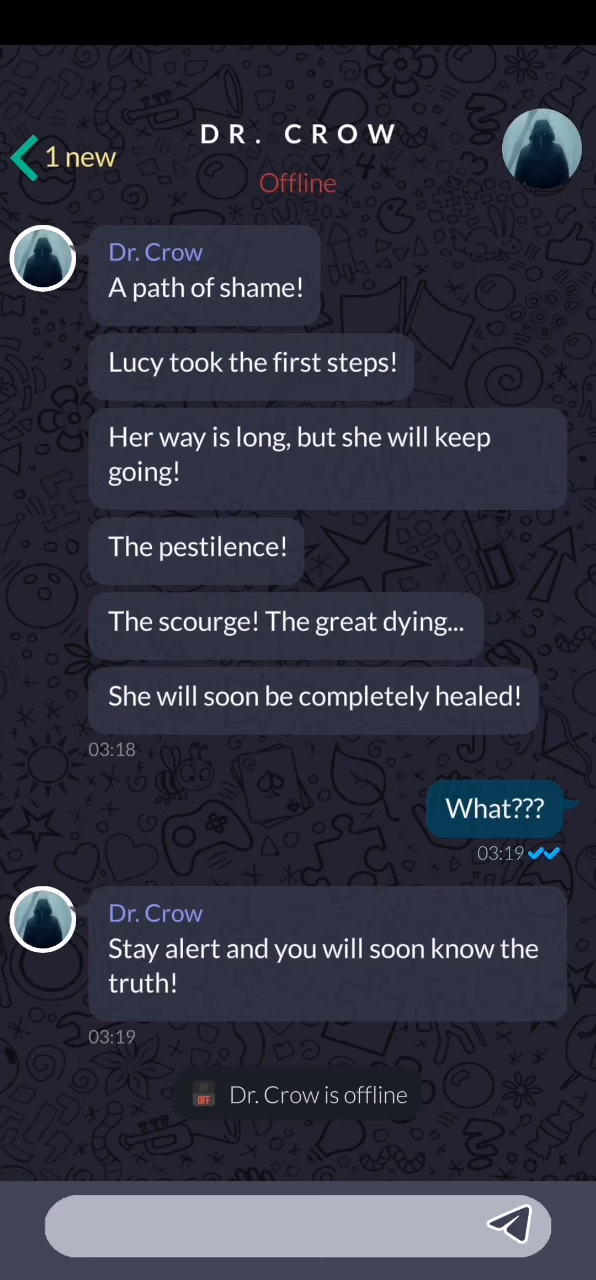 DR. CROW
1 new
Offline
Dr. Crow
A path of shame!
Lucy took the first steps!
Her way is long, but she will keep
going!
The pestilence!
The scourge! The great dying...
She will soon be completely healed!
03:18
What???
03:19
Dr. Crow
Stay alert and you will soon know the
truth!
03:19
ON
OFF
Dr. Crow is offline